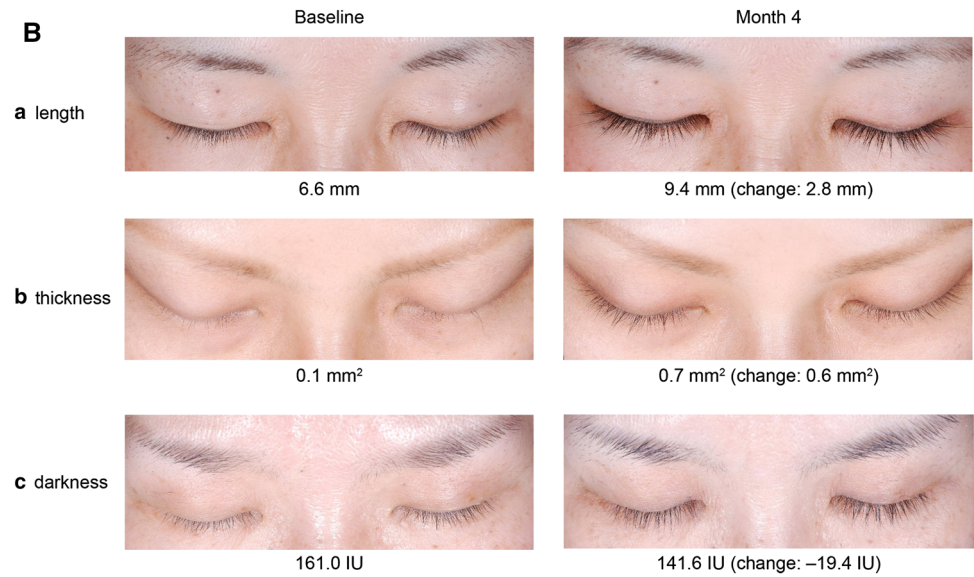 B
Baseline Month 4
a length
6.6 mm 9.4 mm (change: 2.8 mm)
b thickness
0.1 mm² 0.7 mm² (change: 0.6 mm²)
c darkness
161.0 IU 141.6 IU (change: –19.4 IU)